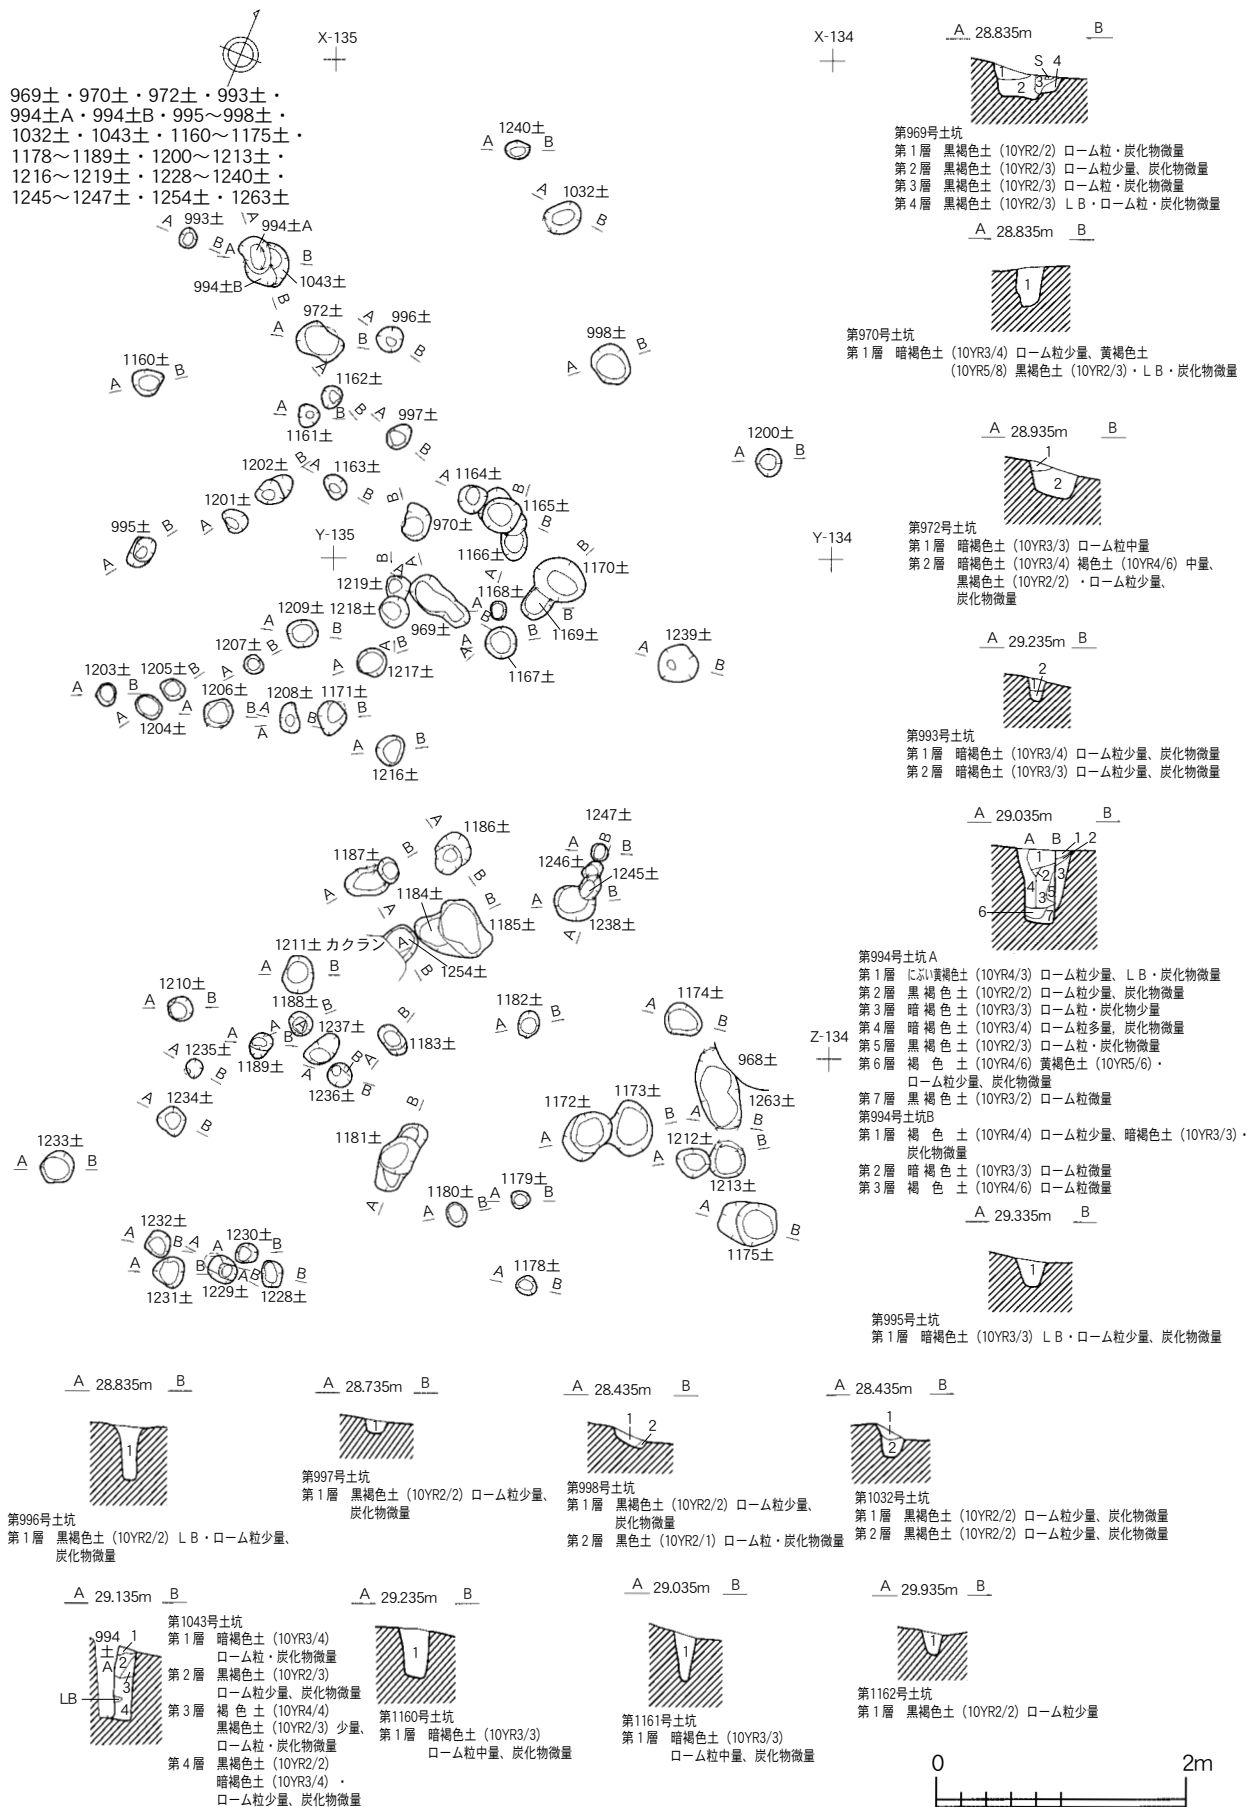 X-135
X-134
969土・970土・972土・993土・
994土A・994土B・995～998土・
1032土・1043土・1160～1175土・
1178～1189土・1200～1213土・
1216～1219土・1228～1240土・
1245～1247土・1254土・1263土
1240土
A B
1032土
A B
993土
A B
994土A
A B
994土B
A B
1043土
972土
A B
996土
A B
998土
A B
1160土
A B
1162土
A B
1161土
A B
997土
A B
1200土
A B
1202土
A B
1163土
A B
1164土
A B
1165土
B
1201土
995土
A B
970土
A B
1166土
Y-135
Y-134
1170土
A B
1219土
1218土
A B
969土
A B
1168土
A B
1169土
B
1209土
A B
1207土
A B
1217土
A B
1167土
A B
1239土
A B
1203土
A B
1205土
B
1204土
A
1206土
A B
1208土
A B
1171土
A B
1216土
A B
1186土
A B
1187土
A B
1247土
A B
1246土
1245土
B
1238土
A
1184土
A B
1185土
B
1211土 カクラン
A B
1254土
A
1210土
A B
1188土
A B
1237土
A B
1183土
B
1182土
A B
1174土
A B
Z-134
1189土
A B
1235土
A B
1236土
A B
968土
1263土
A B
1234土
A B
1233土
A B
1181土
A B
1172土
A
1173土
B
1212土
A B
1213土
1180土
A B
1179土
A B
1175土
A B
1232土
A B
1230土
A B
1231土
A B
1229土
A B
1228土
B
1178土
A B
A 28.835m B
1 2 3 S 4
第969号土坑
第1層 黒褐色土（10YR2/2）ローム粒・炭化物微量
第2層 黒褐色土（10YR2/3）ローム粒少量、炭化物微量
第3層 黒褐色土（10YR2/3）ローム粒・炭化物微量
第4層 黒褐色土（10YR2/3）ＬＢ・ローム粒・炭化物微量
A 28.835m B
1
第970号土坑
第1層 暗褐色土（10YR3/4）ローム粒少量、黄褐色土
（10YR5/8）黒褐色土（10YR2/3）・ＬＢ・炭化物微量
A 28.935m B
1
2
第972号土坑
第1層 暗褐色土（10YR3/3）ローム粒中量
第2層 暗褐色土（10YR3/4）褐色土（10YR4/6）中量、
黒褐色土（10YR2/2）・ローム粒少量、
炭化物微量
A 29.235m B
1 2
第993号土坑
第1層 暗褐色土（10YR3/4）ローム粒少量、炭化物微量
第2層 暗褐色土（10YR3/3）ローム粒少量、炭化物微量
A 29.035m B
A B 1 2
1
2 3
4 5
3
6 7
第994号土坑A
第1層 にぶい黄褐色土（10YR4/3）ローム粒少量、ＬＢ・炭化物微量
第2層 黒褐色土（10YR2/2）ローム粒少量、炭化物微量
第3層 暗褐色土（10YR3/3）ローム粒・炭化物少量
第4層 暗褐色土（10YR3/4）ローム粒多量、炭化物微量
第5層 黒褐色土（10YR2/3）ローム粒・炭化物微量
第6層 褐色土（10YR4/6）黄褐色土（10YR5/6）・
ローム粒少量、炭化物微量
第7層 黒褐色土（10YR3/2）ローム粒微量
第994号土坑B
第1層 褐色土（10YR4/4）ローム粒少量、暗褐色土（10YR3/3）・
炭化物微量
第2層 暗褐色土（10YR3/3）ローム粒微量
第3層 褐色土（10YR4/6）ローム粒微量
A 29.335m B
1
第995号土坑
第1層 暗褐色土（10YR3/3）ＬＢ・ローム粒少量、炭化物微量
A 28.835m B
1
第996号土坑
第1層 黒褐色土（10YR2/2）ＬＢ・ローム粒少量、
炭化物微量
A 28.735m B
1
第997号土坑
第1層 黒褐色土（10YR2/2）ローム粒少量、
炭化物微量
A 28.435m B
1
2
第998号土坑
第1層 黒褐色土（10YR2/2）ローム粒少量、
炭化物微量
第2層 黒色土（10YR2/1）ローム粒・炭化物微量
A 28.435m B
1
2
第1032号土坑
第1層 黒褐色土（10YR2/2）ローム粒少量、炭化物微量
第2層 黒褐色土（10YR2/2）ローム粒少量、炭化物微量
A 29.135m B
994土A
1
2
3
LB
4
第1043号土坑
第1層 暗褐色土（10YR3/4）
ローム粒・炭化物微量
第2層 黒褐色土（10YR2/3）
ローム粒少量、炭化物微量
第3層 褐色土（10YR4/4）
黒褐色土（10YR2/3）少量、
ローム粒・炭化物微量
第4層 黒褐色土（10YR2/2）
暗褐色土（10YR3/4）・
ローム粒少量、炭化物微量
A 29.235m B
1
第1160号土坑
第1層 暗褐色土（10YR3/3）
ローム粒中量、炭化物微量
A 29.035m B
1
第1161号土坑
第1層 暗褐色土（10YR3/3）
ローム粒中量、炭化物微量
A 29.935m B
1
第1162号土坑
第1層 黒褐色土（10YR2/2）ローム粒少量
0 2m